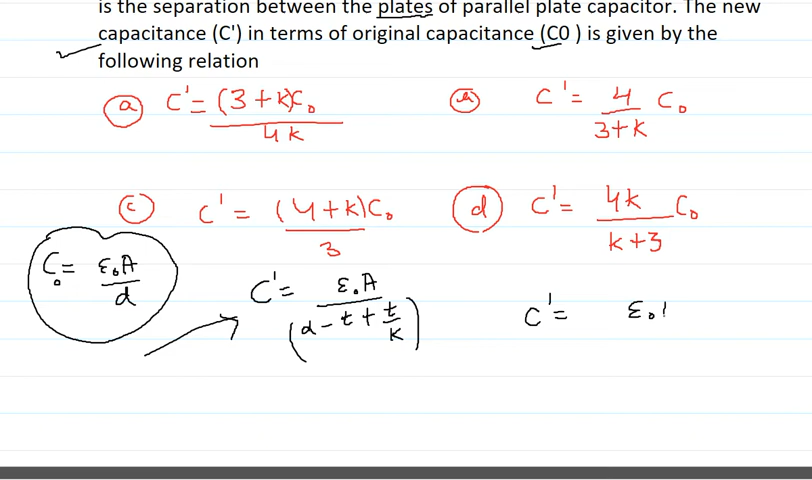 is the separation between the plates of parallel plate capacitor. The new
capacitance (C') in terms of original capacitance (C0) is given by the
following relation
(a) C' = (3 + k)C₀ / 4k
C' = 4 / 3+k C₀
(c) C' = (4 + k)C₀ / 3
(d) C' = 4k / k+3 C₀
C₀ = ε₀A / d
C' = ε₀A / (d - t + t/k)
C' = ε₀